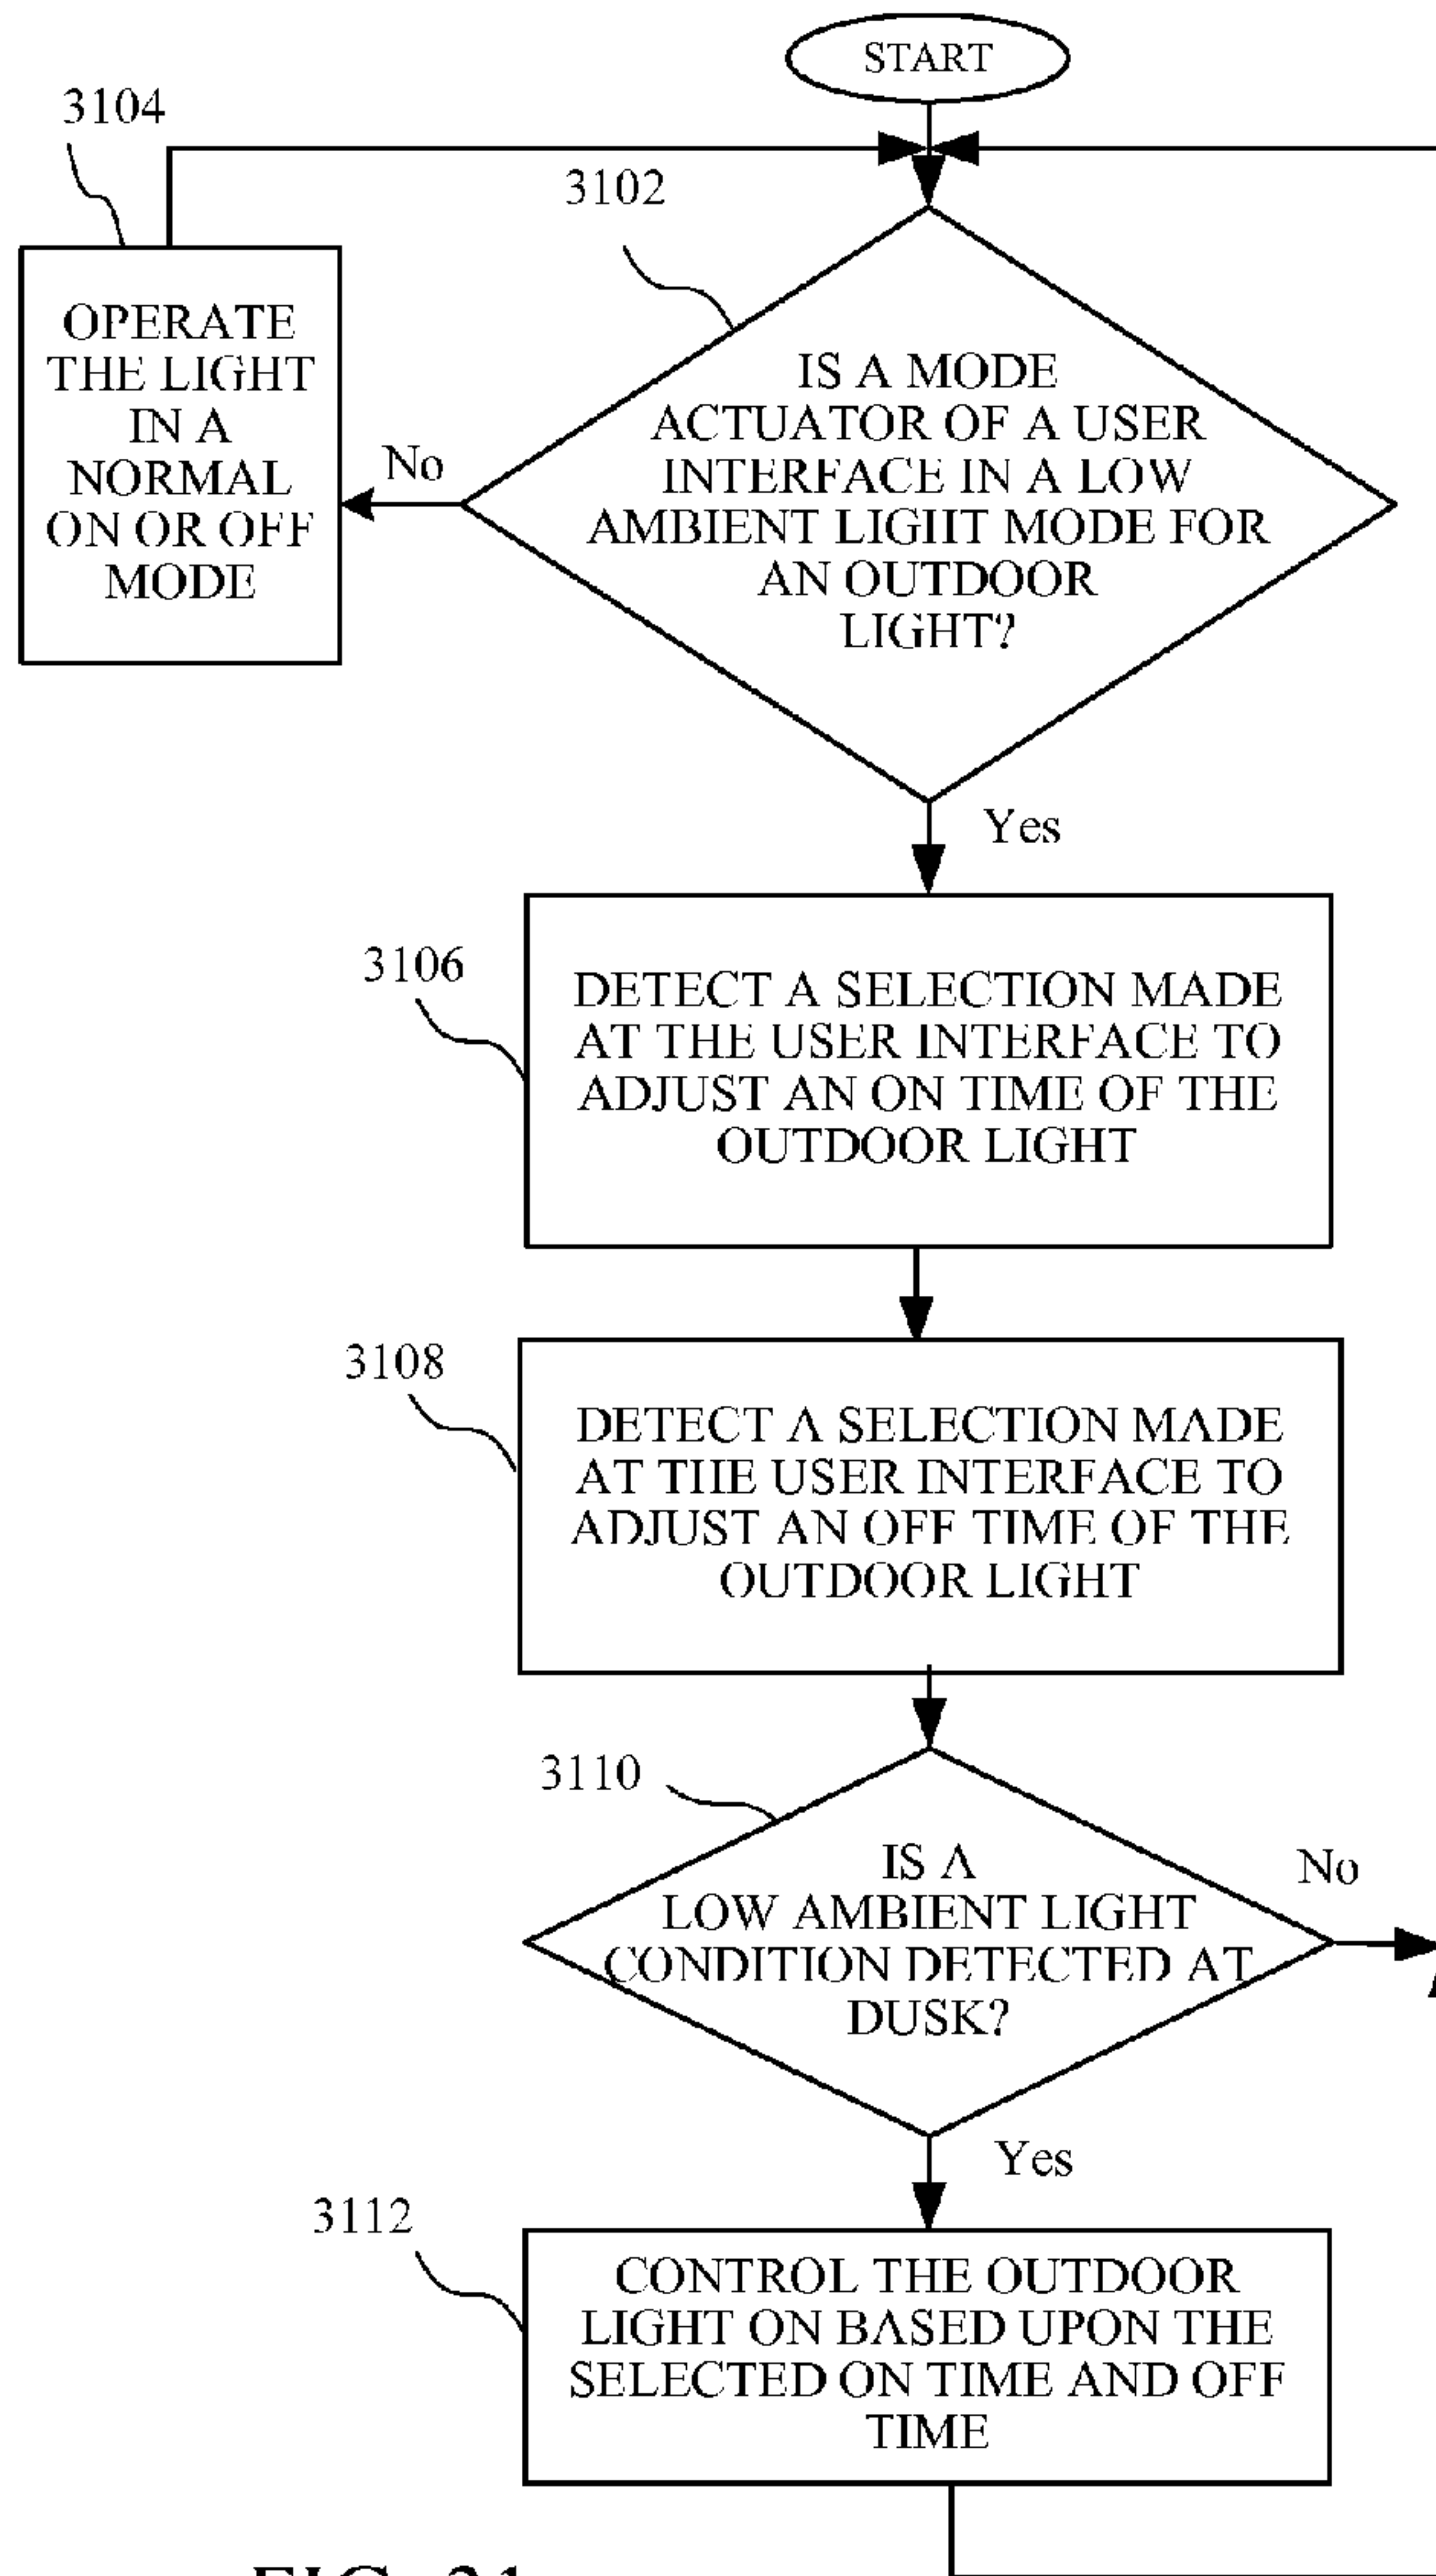 START
3104
3102
OPERATE
THE LIGHT
IN A
NORMAL
ON OR OFF
MODE
No
IS A MODE
ACTUATOR OF A USER
INTERFACE IN A LOW
AMBIENT LIGHT MODE FOR
AN OUTDOOR
LIGHT?
Yes
3106
DETECT A SELECTION MADE
AT THE USER INTERFACE TO
ADJUST AN ON TIME OF THE
OUTDOOR LIGHT
3108
DETECT A SELECTION MADE
AT THE USER INTERFACE TO
ADJUST AN OFF TIME OF THE
OUTDOOR LIGHT
3110
IS A
LOW AMBIENT LIGHT
CONDITION DETECTED AT
DUSK?
No
Yes
3112
CONTROL THE OUTDOOR
LIGHT ON BASED UPON THE
SELECTED ON TIME AND OFF
TIME
FIG. 31